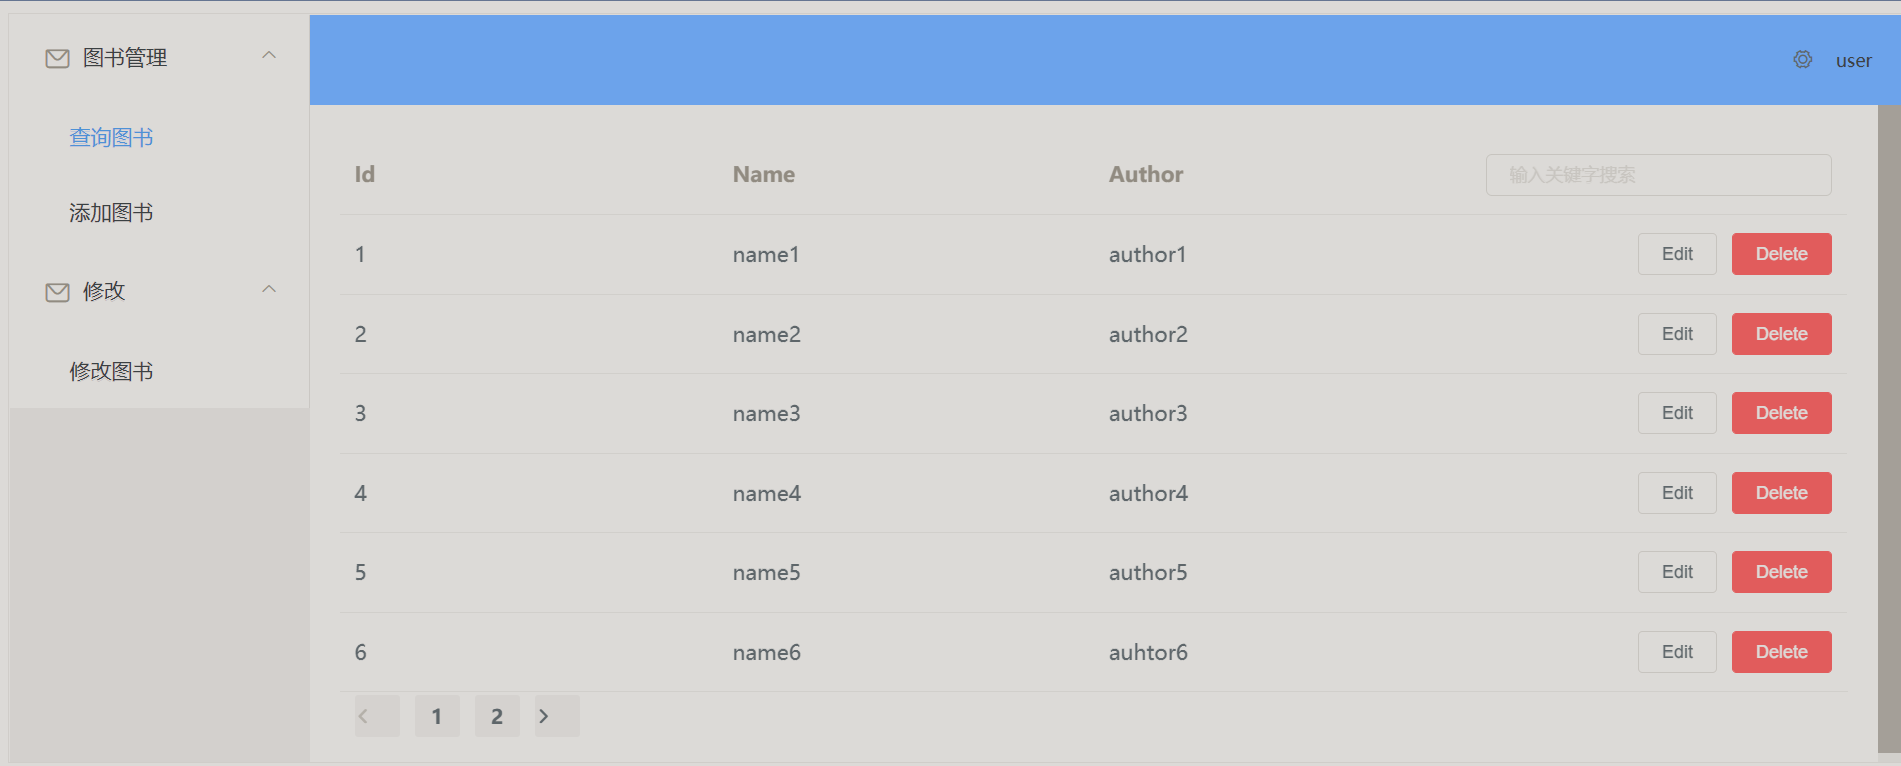 图书管理
查询图书
添加图书
修改
修改图书
user
Id Name Author 输入关键字搜索
1 name1 author1 Edit Delete
2 name2 author2 Edit Delete
3 name3 author3 Edit Delete
4 name4 author4 Edit Delete
5 name5 author5 Edit Delete
6 name6 auhtor6 Edit Delete
1 2